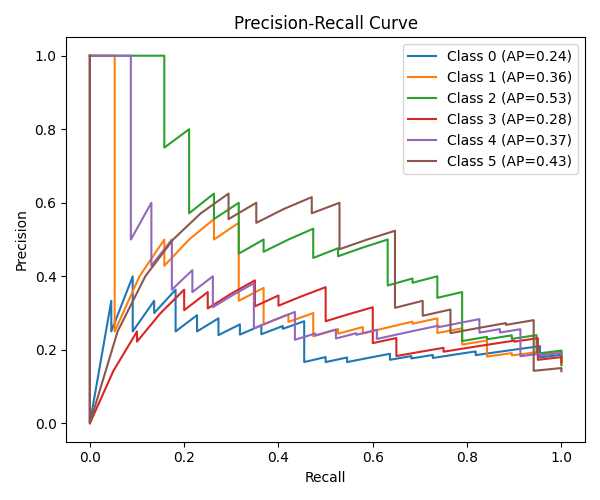 Precision-Recall Curve
1.0
0.8
0.6
0.4
0.2
0.0
Precision
Class 0 (AP=0.24)
Class 1 (AP=0.36)
Class 2 (AP=0.53)
Class 3 (AP=0.28)
Class 4 (AP=0.37)
Class 5 (AP=0.43)
0.0 0.2 0.4 0.6 0.8 1.0
Recall